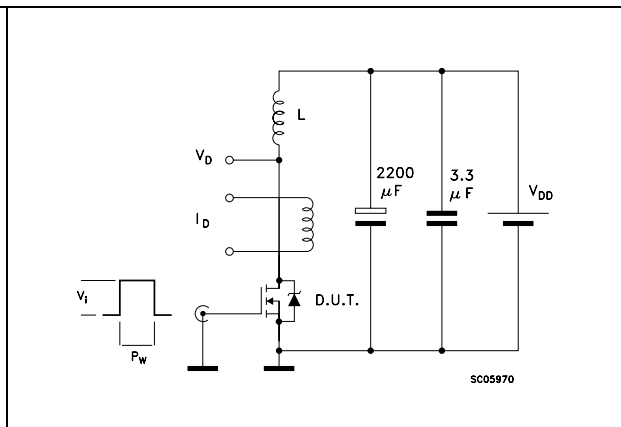 L
V_D
2200
µF
3.3
µF
V_DD
I_D
V_i
D.U.T.
P_W
SC05970